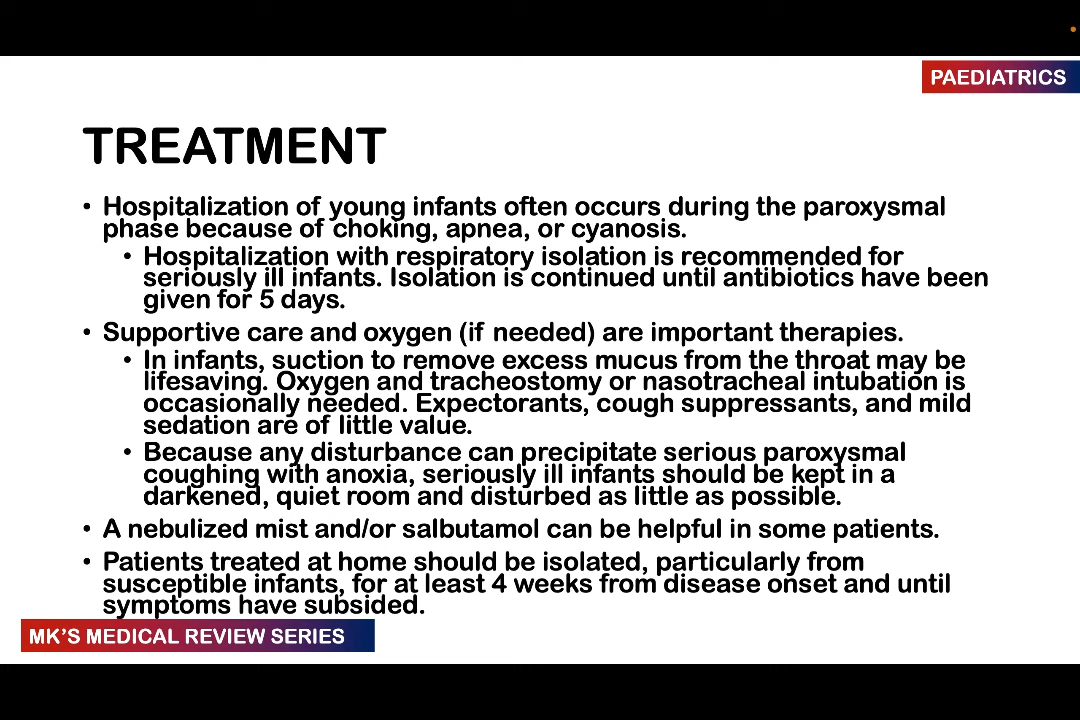 PAEDIATRICS
TREATMENT
• Hospitalization of young infants often occurs during the paroxysmal
phase because of choking, apnea, or cyanosis.
• Hospitalization with respiratory isolation is recommended for
seriously ill infants. Isolation is continued until antibiotics have been
given for 5 days.
• Supportive care and oxygen (if needed) are important therapies.
• In infants, suction to remove excess mucus from the throat may be
lifesaving. Oxygen and tracheostomy or nasotracheal intubation is
occasionally needed. Expectorants, cough suppressants, and mild
sedation are of little value.
• Because any disturbance can precipitate serious paroxysmal
coughing with anoxia, seriously ill infants should be kept in a
darkened, quiet room and disturbed as little as possible.
• A nebulized mist and/or salbutamol can be helpful in some patients.
• Patients treated at home should be isolated, particularly from
susceptible infants, for at least 4 weeks from disease onset and until
symptoms have subsided.
MK'S MEDICAL REVIEW SERIES